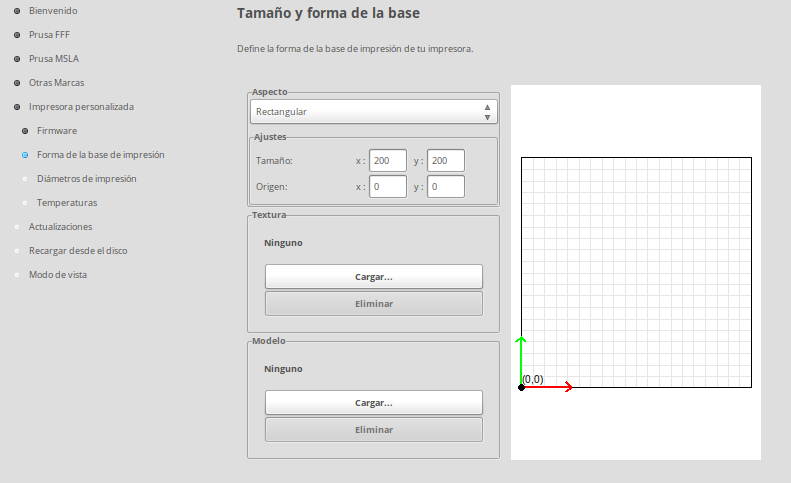 Bienvenido
Prusa FFF
Prusa MSLA
Otras Marcas
Impresora personalizada
Firmware
Forma de la base de impresión
Diámetros de impresión
Temperaturas
Actualizaciones
Recargar desde el disco
Modo de vista
Tamaño y forma de la base
Define la forma de la base de impresión de tu impresora.
Aspecto
Rectangular
Ajustes
Tamaño: x : 200 y : 200
Origen: x : 0 y : 0
Textura
Ninguno
Cargar...
Eliminar
Modelo
Ninguno
Cargar...
Eliminar
(0,0)